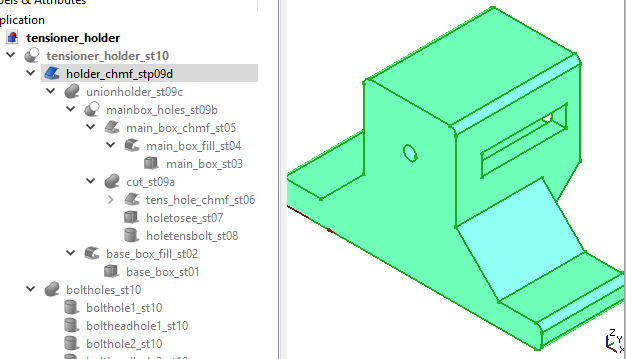 els & Attributes
plication
tensioner_holder
tensioner_holder_st10
holder_chmf_stp09d
unionholder_st09c
mainbox_holes_st09b
main_box_chmf_st05
main_box_fill_st04
main_box_st03
cut_st09a
tens_hole_chmf_st06
holetosee_st07
holetensbolt_st08
base_box_fill_st02
base_box_st01
boltholes_st10
bolthole1_st10
boltheadhole1_st10
bolthole2_st10
Z
Y
X